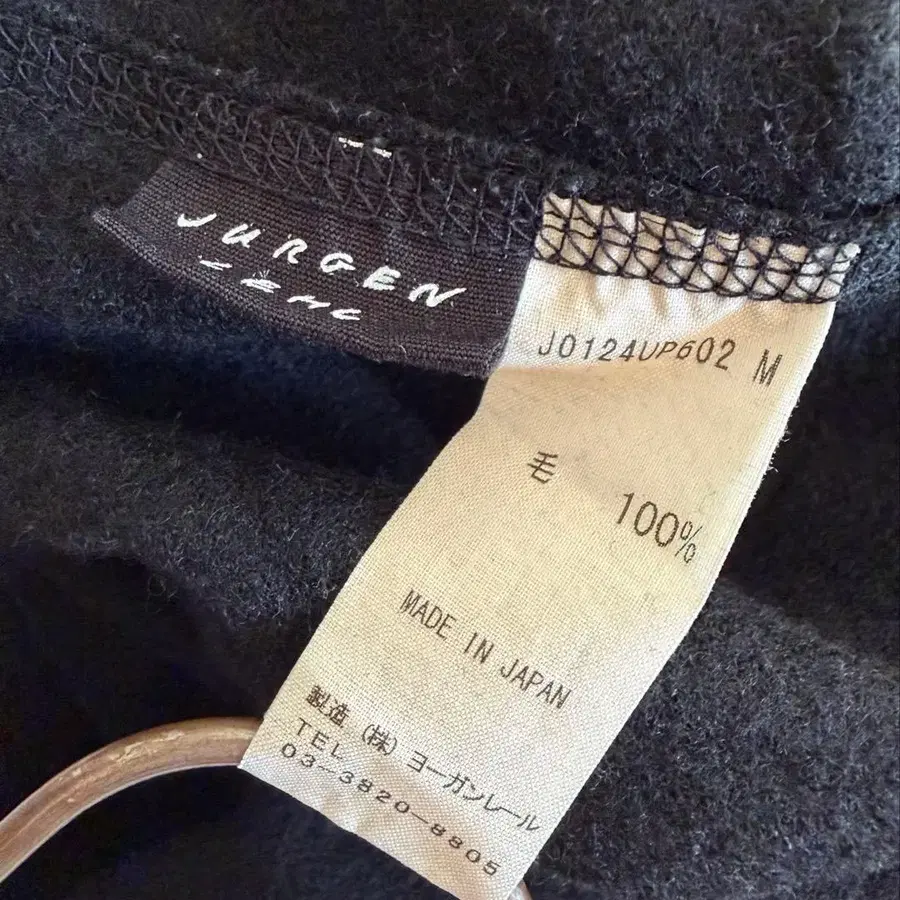 JURGEN
LEHL
J0124UP602 M
毛 100%
MADE IN JAPAN
製造 (株) ヨーガンレール
TEL
03-3820-8805